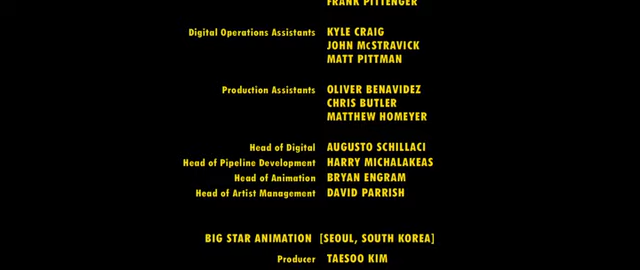 FRANK PITTENGER
Digital Operations Assistants KYLE CRAIG
JOHN McSTRAVICK
MATT PITTMAN
Production Assistants OLIVER BENAVIDEZ
CHRIS BUTLER
MATTHEW HOMEYER
Head of Digital AUGUSTO SCHILLACI
Head of Pipeline Development HARRY MICHALAKEAS
Head of Animation BRYAN ENGRAM
Head of Artist Management DAVID PARRISH
BIG STAR ANIMATION [SEOUL, SOUTH KOREA]
Producer TAESOO KIM